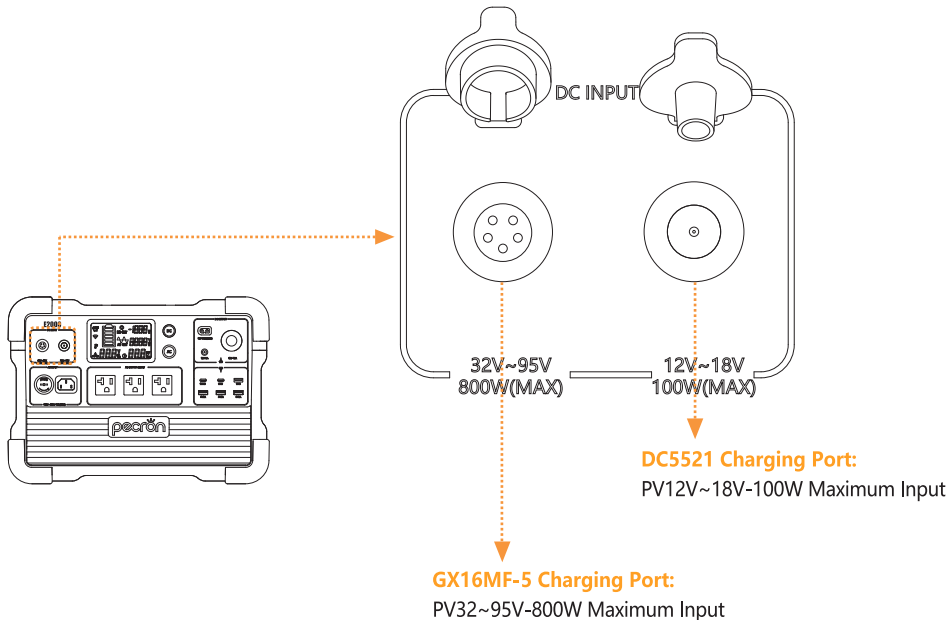 DC INPUT
32V~95V
800W(MAX)
12V~18V
100W(MAX)
pecron
DC5521 Charging Port:
PV12V~18V-100W Maximum Input
GX16MF-5 Charging Port:
PV32~95V-800W Maximum Input